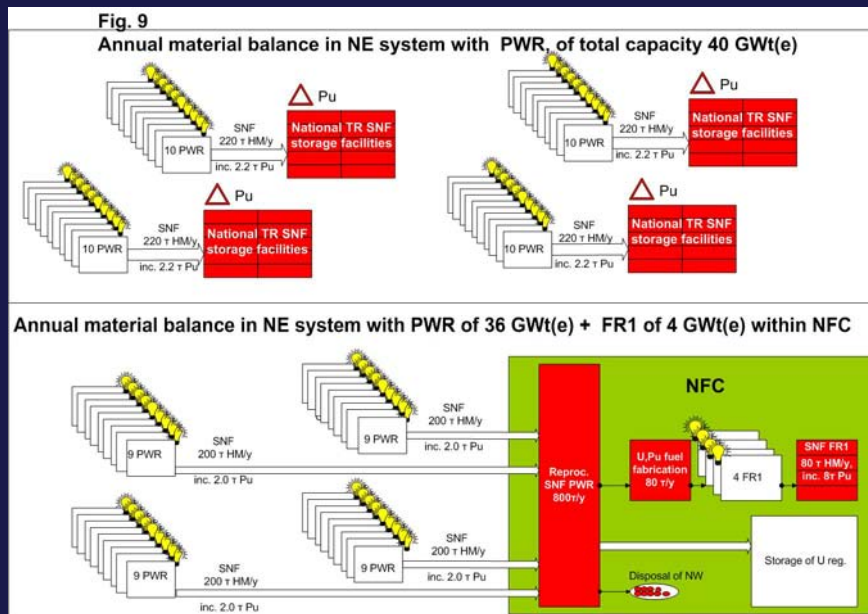 Fig. 9
Annual material balance in NE system with PWR, of total capacity 40 GWt(e)
Pu
SNF
220 т HM/y
inc. 2.2 т Pu
10 PWR
National TR SNF
storage facilities
Pu
SNF
220 т HM/y
inc. 2.2 т Pu
10 PWR
National TR SNF
storage facilities
Pu
SNF
220 т HM/y
inc. 2.2 т Pu
10 PWR
National TR SNF
storage facilities
Pu
SNF
220 т HM/y
inc. 2.2 т Pu
10 PWR
National TR SNF
storage facilities
Annual material balance in NE system with PWR of 36 GWt(e) + FR1 of 4 GWt(e) within NFC
9 PWR
SNF
200 т HM/y
inc. 2.0 т Pu
9 PWR
SNF
200 т HM/y
inc. 2.0 т Pu
9 PWR
SNF
200 т HM/y
inc. 2.0 т Pu
9 PWR
SNF
200 т HM/y
inc. 2.0 т Pu
NFC
Reproc.
SNF PWR
800т/y
U,Pu fuel
fabrication
80 т/y
4 FR1
SNF FR1
80 т HM/y,
inc. 8т Pu
Storage of U reg.
Disposal of NW